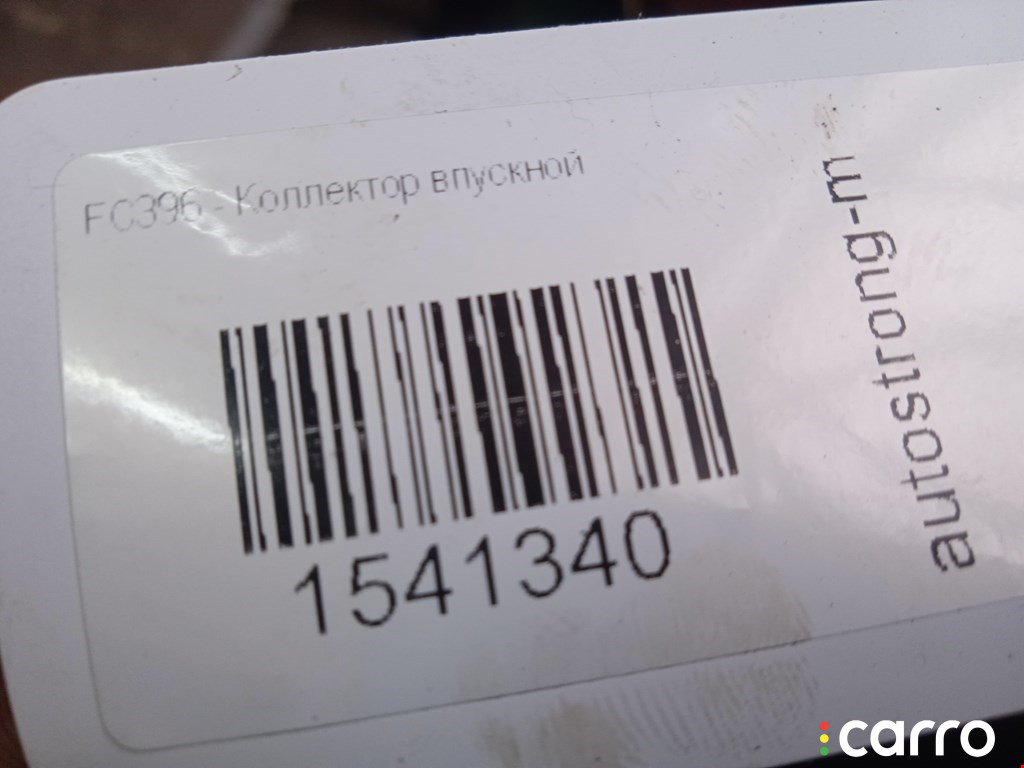 FC396 - Коллектор впускной
1541340
autostrong-m
carro